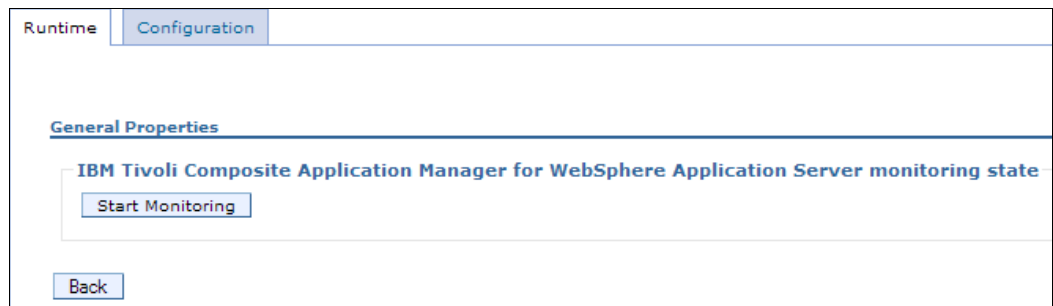 Runtime Configuration
General Properties
IBM Tivoli Composite Application Manager for WebSphere Application Server monitoring state
Start Monitoring
Back